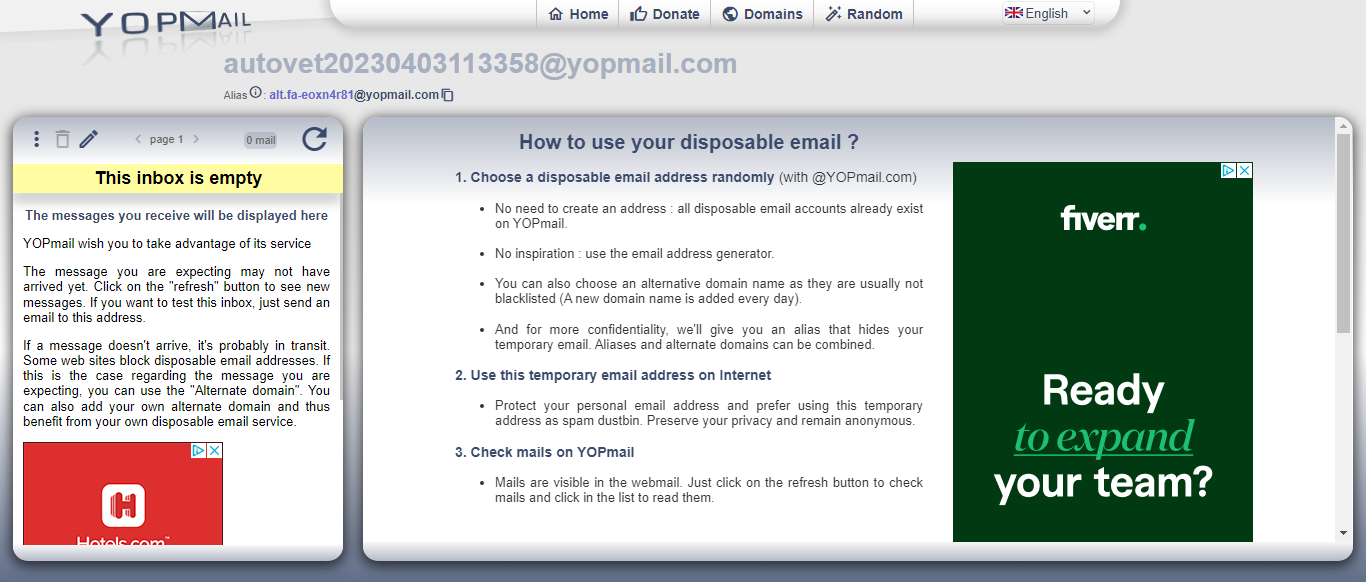 YOPMAIL
Home
Donate
Domains
Random
English
autovet20230403113358@yopmail.com
Alias : alt.fa-eoxn4r81@yopmail.com
page 1
0 mail
This inbox is empty
The messages you receive will be displayed here
YOPmail wish you to take advantage of its service
The message you are expecting may not have
arrived yet. Click on the "refresh" button to see new
messages. If you want to test this inbox, just send an
email to this address.
If a message doesn't arrive, it's probably in transit.
Some web sites block disposable email addresses. If
this is the case regarding the message you are
expecting, you can use the "Alternate domain". You
can also add your own alternate domain and thus
benefit from your own disposable email service.
Hotels.com™
How to use your disposable email ?
1. Choose a disposable email address randomly (with @YOPmail.com)
• No need to create an address : all disposable email accounts already exist
on YOPmail.
• No inspiration : use the email address generator.
• You can also choose an alternative domain name as they are usually not
blacklisted (A new domain name is added every day).
• And for more confidentiality, we'll give you an alias that hides your
temporary email. Aliases and alternate domains can be combined.
2. Use this temporary email address on Internet
• Protect your personal email address and prefer using this temporary
address as spam dustbin. Preserve your privacy and remain anonymous.
3. Check mails on YOPmail
• Mails are visible in the webmail. Just click on the refresh button to check
mails and click in the list to read them.
fiverr.
Ready
to expand
your team?